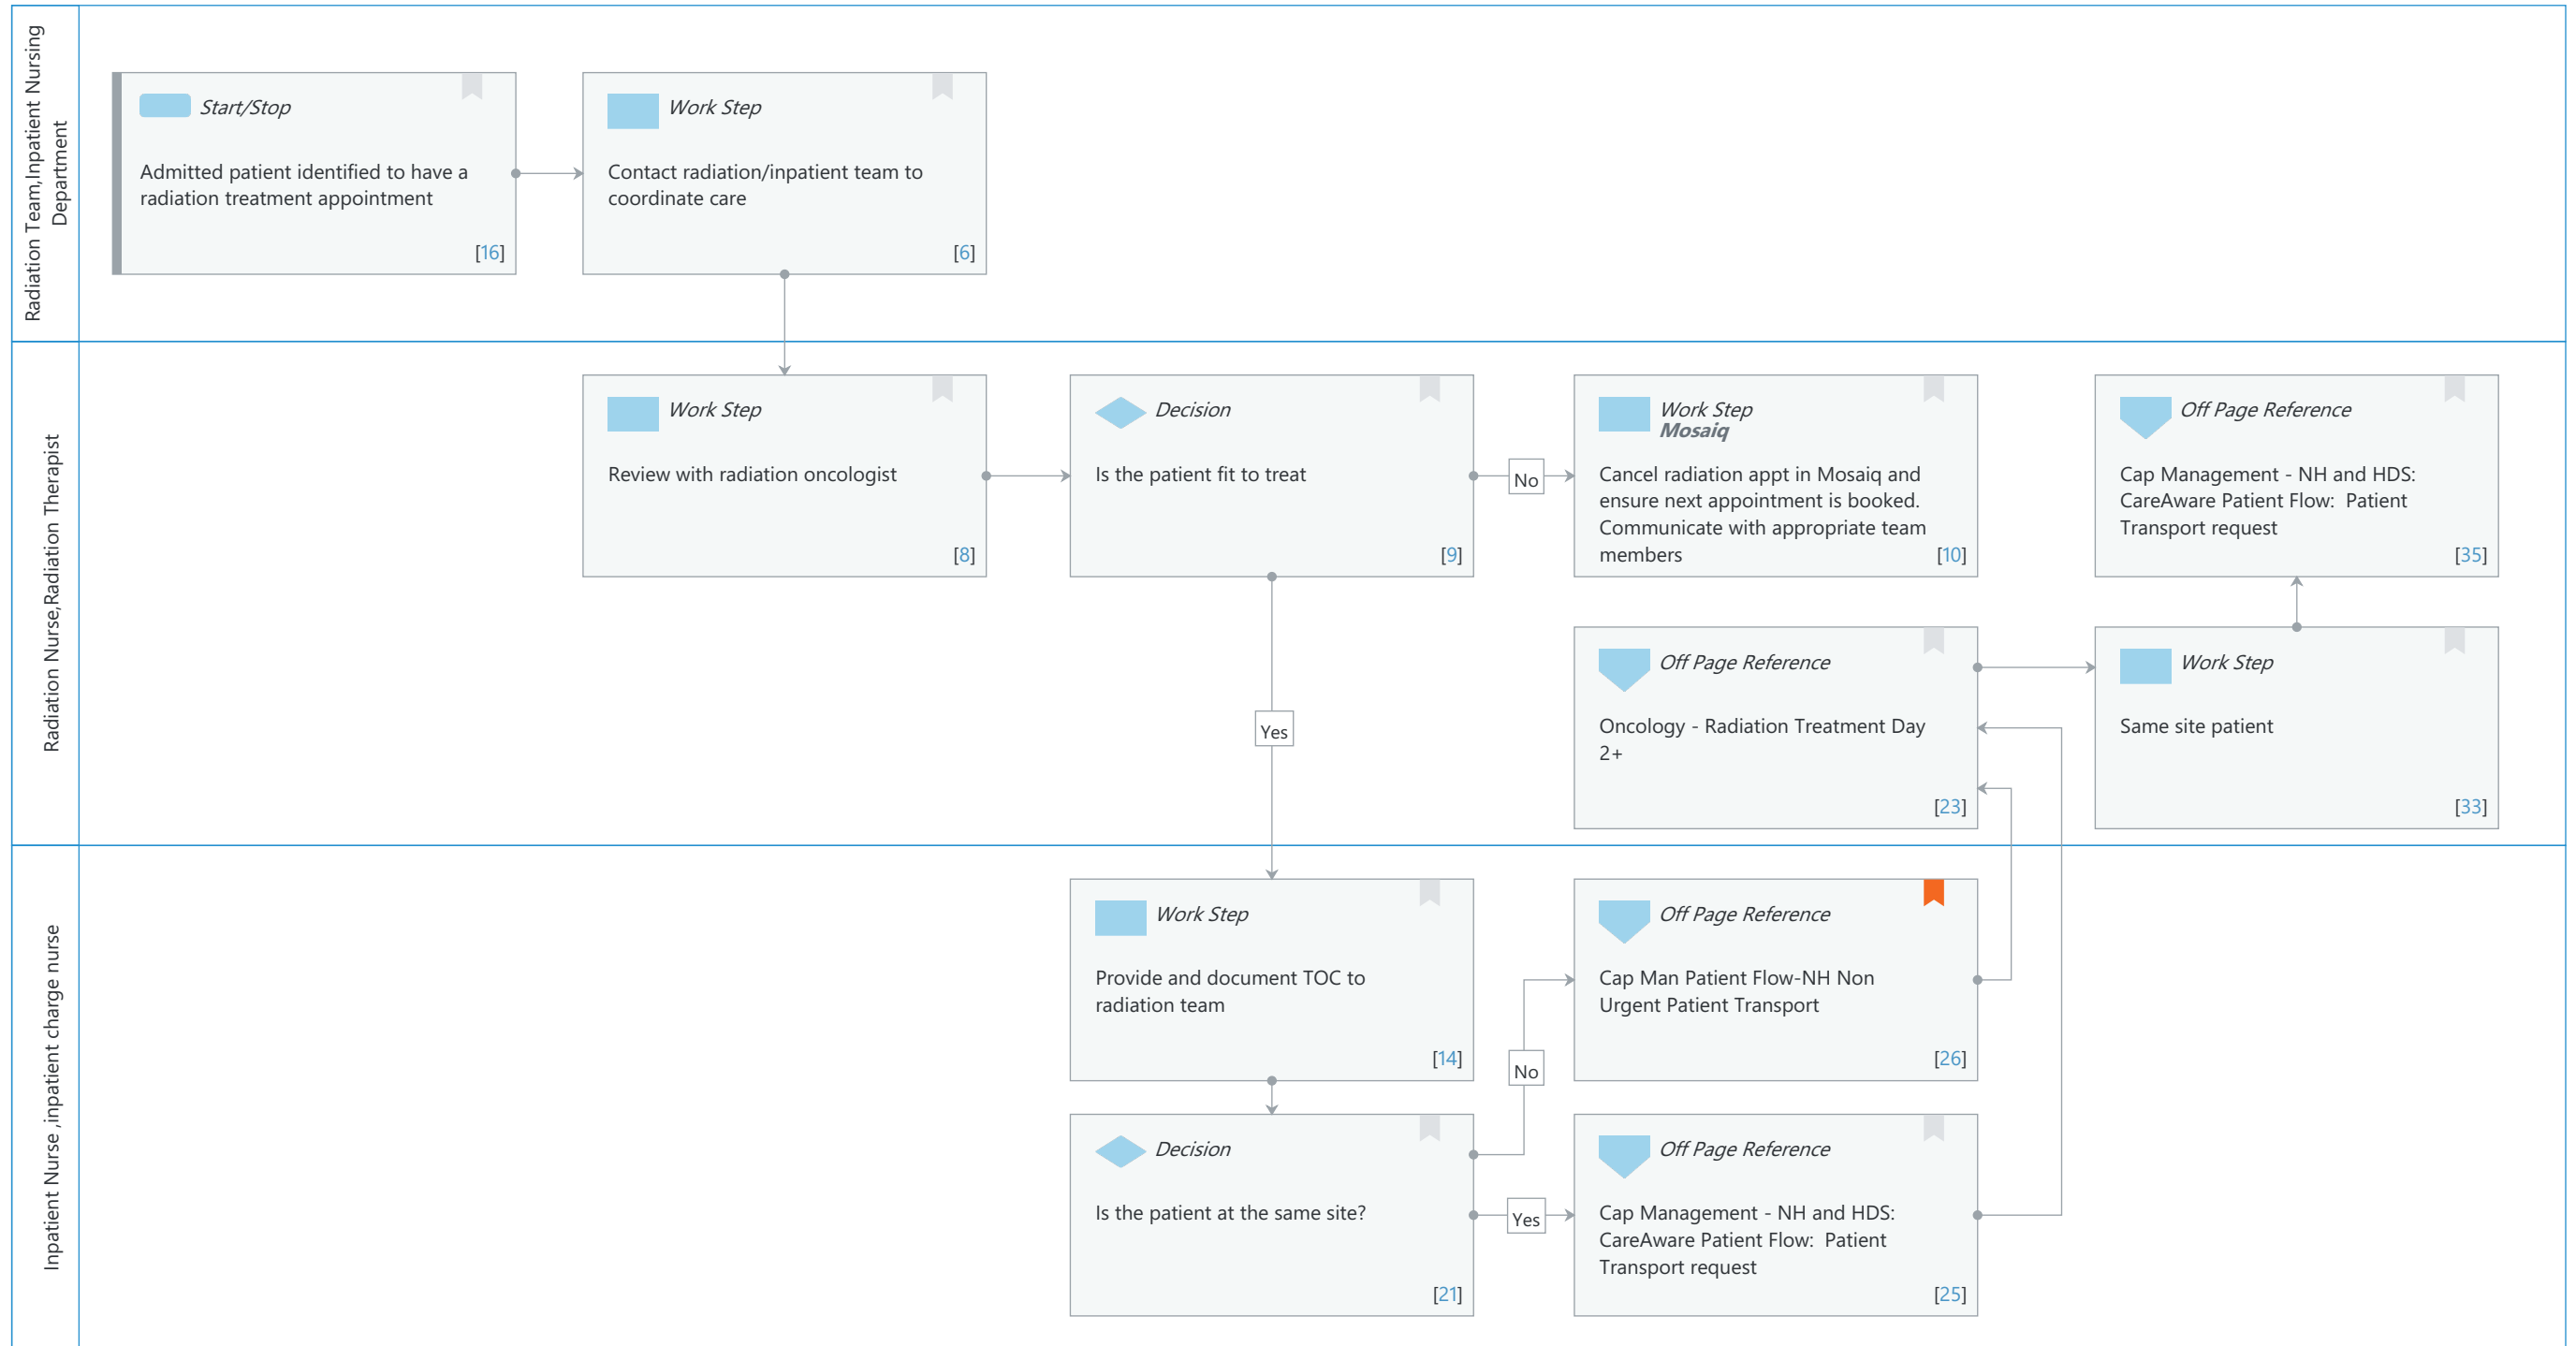 Radiation Team,Inpatient Nursing
Department
Start/Stop
Admitted patient identified to have a
radiation treatment appointment
[16]
Work Step
Contact radiation/inpatient team to
coordinate care
[6]
Radiation Nurse,Radiation Therapist
Work Step
Review with radiation oncologist
[8]
Decision
Is the patient fit to treat
[9]
No
Work Step
Mosaiq
Cancel radiation appt in Mosaiq and
ensure next appointment is booked.
Communicate with appropriate team
members
[10]
Off Page Reference
Cap Management - NH and HDS:
CareAware Patient Flow:  Patient
Transport request
[35]
Yes
Off Page Reference
Oncology - Radiation Treatment Day
2+
[23]
Work Step
Same site patient
[33]
Inpatient Nurse ,inpatient charge nurse
Work Step
Provide and document TOC to
radiation team
[14]
No
Off Page Reference
Cap Man Patient Flow-NH Non
Urgent Patient Transport
[26]
Decision
Is the patient at the same site?
[21]
Yes
Off Page Reference
Cap Management - NH and HDS:
CareAware Patient Flow:  Patient
Transport request
[25]